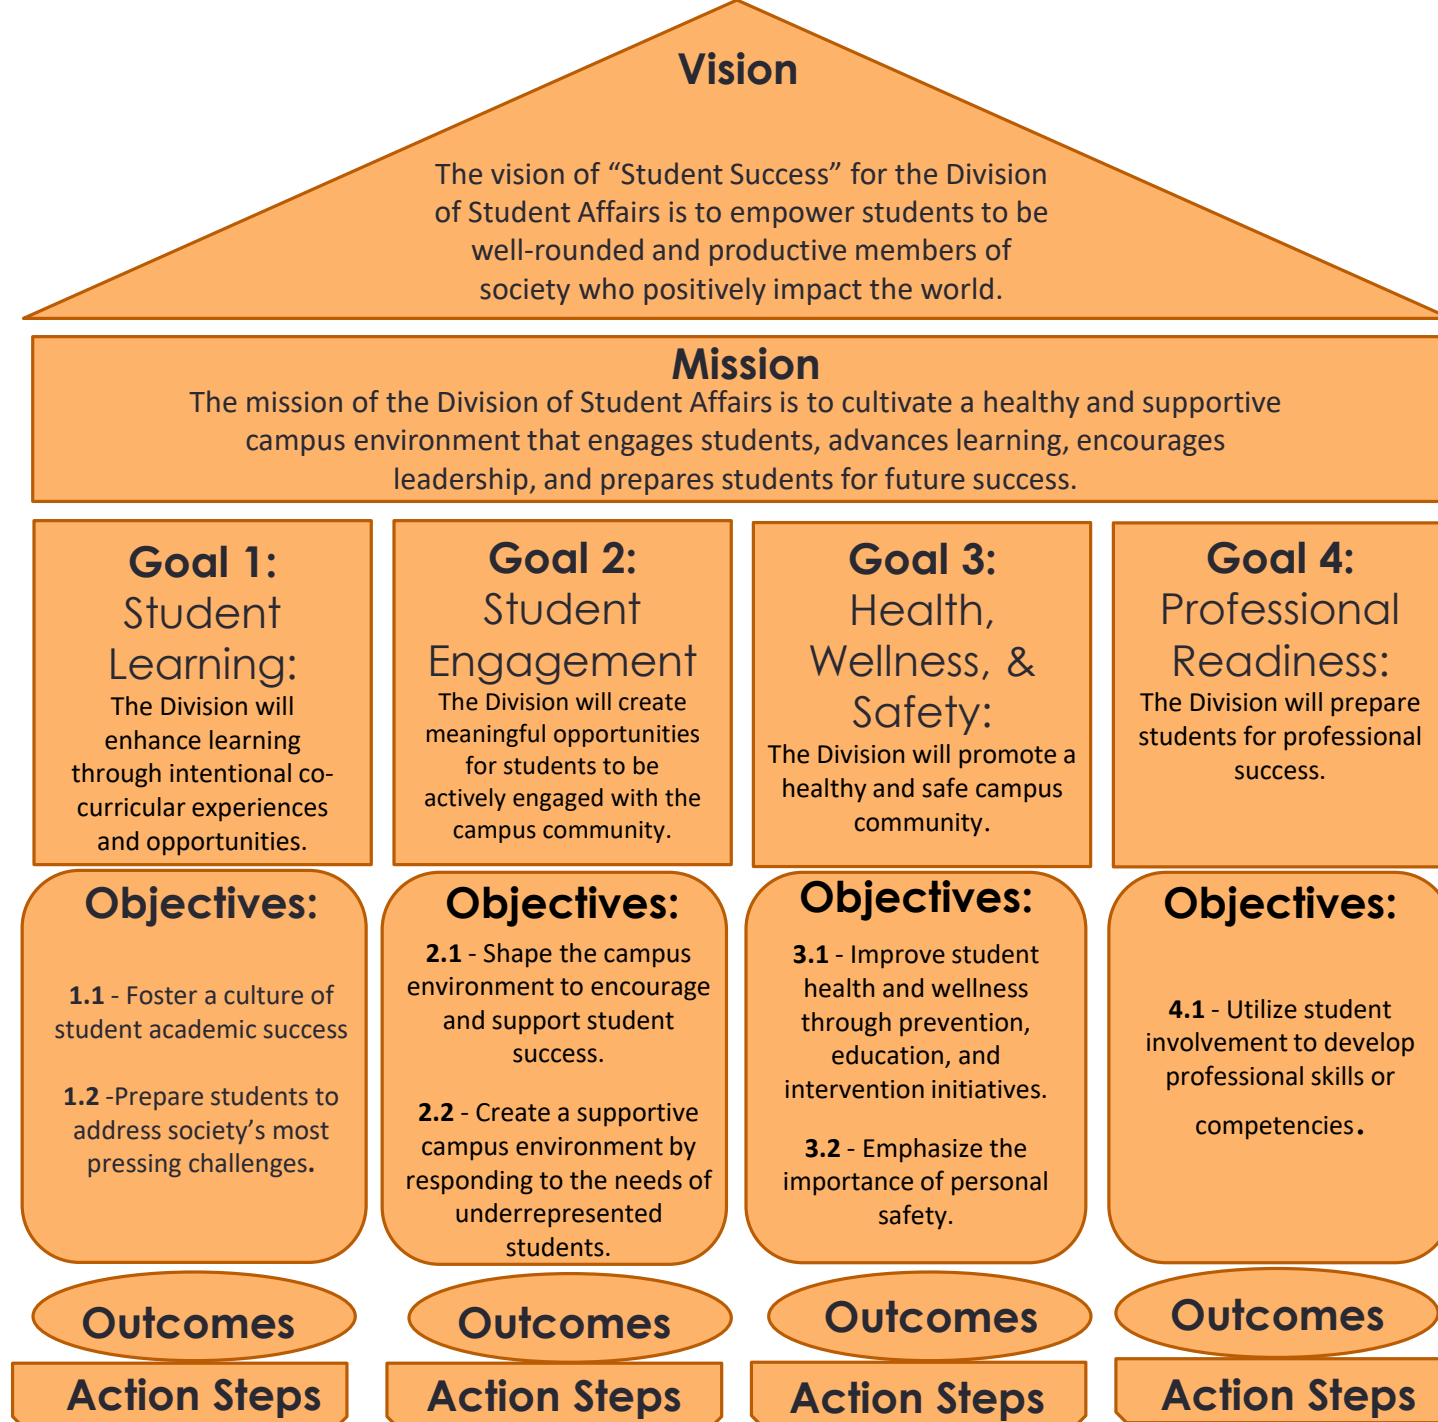 Vision
The vision of “Student Success” for the Division
of Student Affairs is to empower students to be
well-rounded and productive members of
society who positively impact the world.
Mission
The mission of the Division of Student Affairs is to cultivate a healthy and supportive
campus environment that engages students, advances learning, encourages
leadership, and prepares students for future success.
Goal 1:
Student
Learning:
The Division will
enhance learning
through intentional co-
curricular experiences
and opportunities.
Goal 2:
Student
Engagement
The Division will create
meaningful opportunities
for students to be
actively engaged with the
campus community.
Goal 3:
Health,
Wellness, &
Safety:
The Division will promote a
healthy and safe campus
community.
Goal 4:
Professional
Readiness:
The Division will prepare
students for professional
success.
Objectives:
1.1 - Foster a culture of
student academic success
1.2 -Prepare students to
address society’s most
pressing challenges.
Objectives:
2.1 - Shape the campus
environment to encourage
and support student
success.
2.2 - Create a supportive
campus environment by
responding to the needs of
underrepresented
students.
Objectives:
3.1 - Improve student
health and wellness
through prevention,
education, and
intervention initiatives.
3.2 - Emphasize the
importance of personal
safety.
Objectives:
4.1 - Utilize student
involvement to develop
professional skills or
competencies.
Outcomes
Outcomes
Outcomes
Outcomes
Action Steps
Action Steps
Action Steps
Action Steps